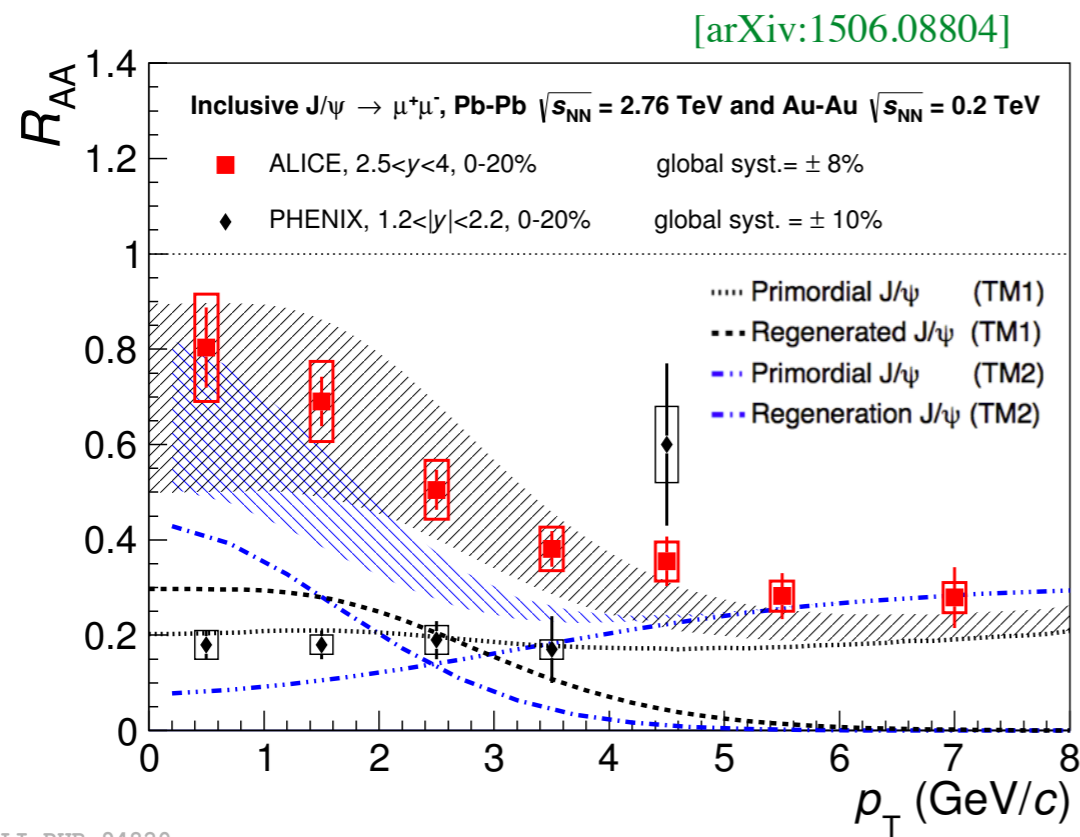 [arXiv:1506.08804]
R_AA
1.4
1.2
1
0.8
0.6
0.4
0.2
0
Inclusive J/ψ → μ⁺μ⁻, Pb-Pb √s_NN = 2.76 TeV and Au-Au √s_NN = 0.2 TeV
ALICE, 2.5<y<4, 0-20% global syst.= ± 8%
PHENIX, 1.2<|y|<2.2, 0-20% global syst. = ± 10%
Primordial J/ψ (TM1)
Regenerated J/ψ (TM1)
Primordial J/ψ (TM2)
Regeneration J/ψ (TM2)
0 1 2 3 4 5 6 7 8
p_T (GeV/c)